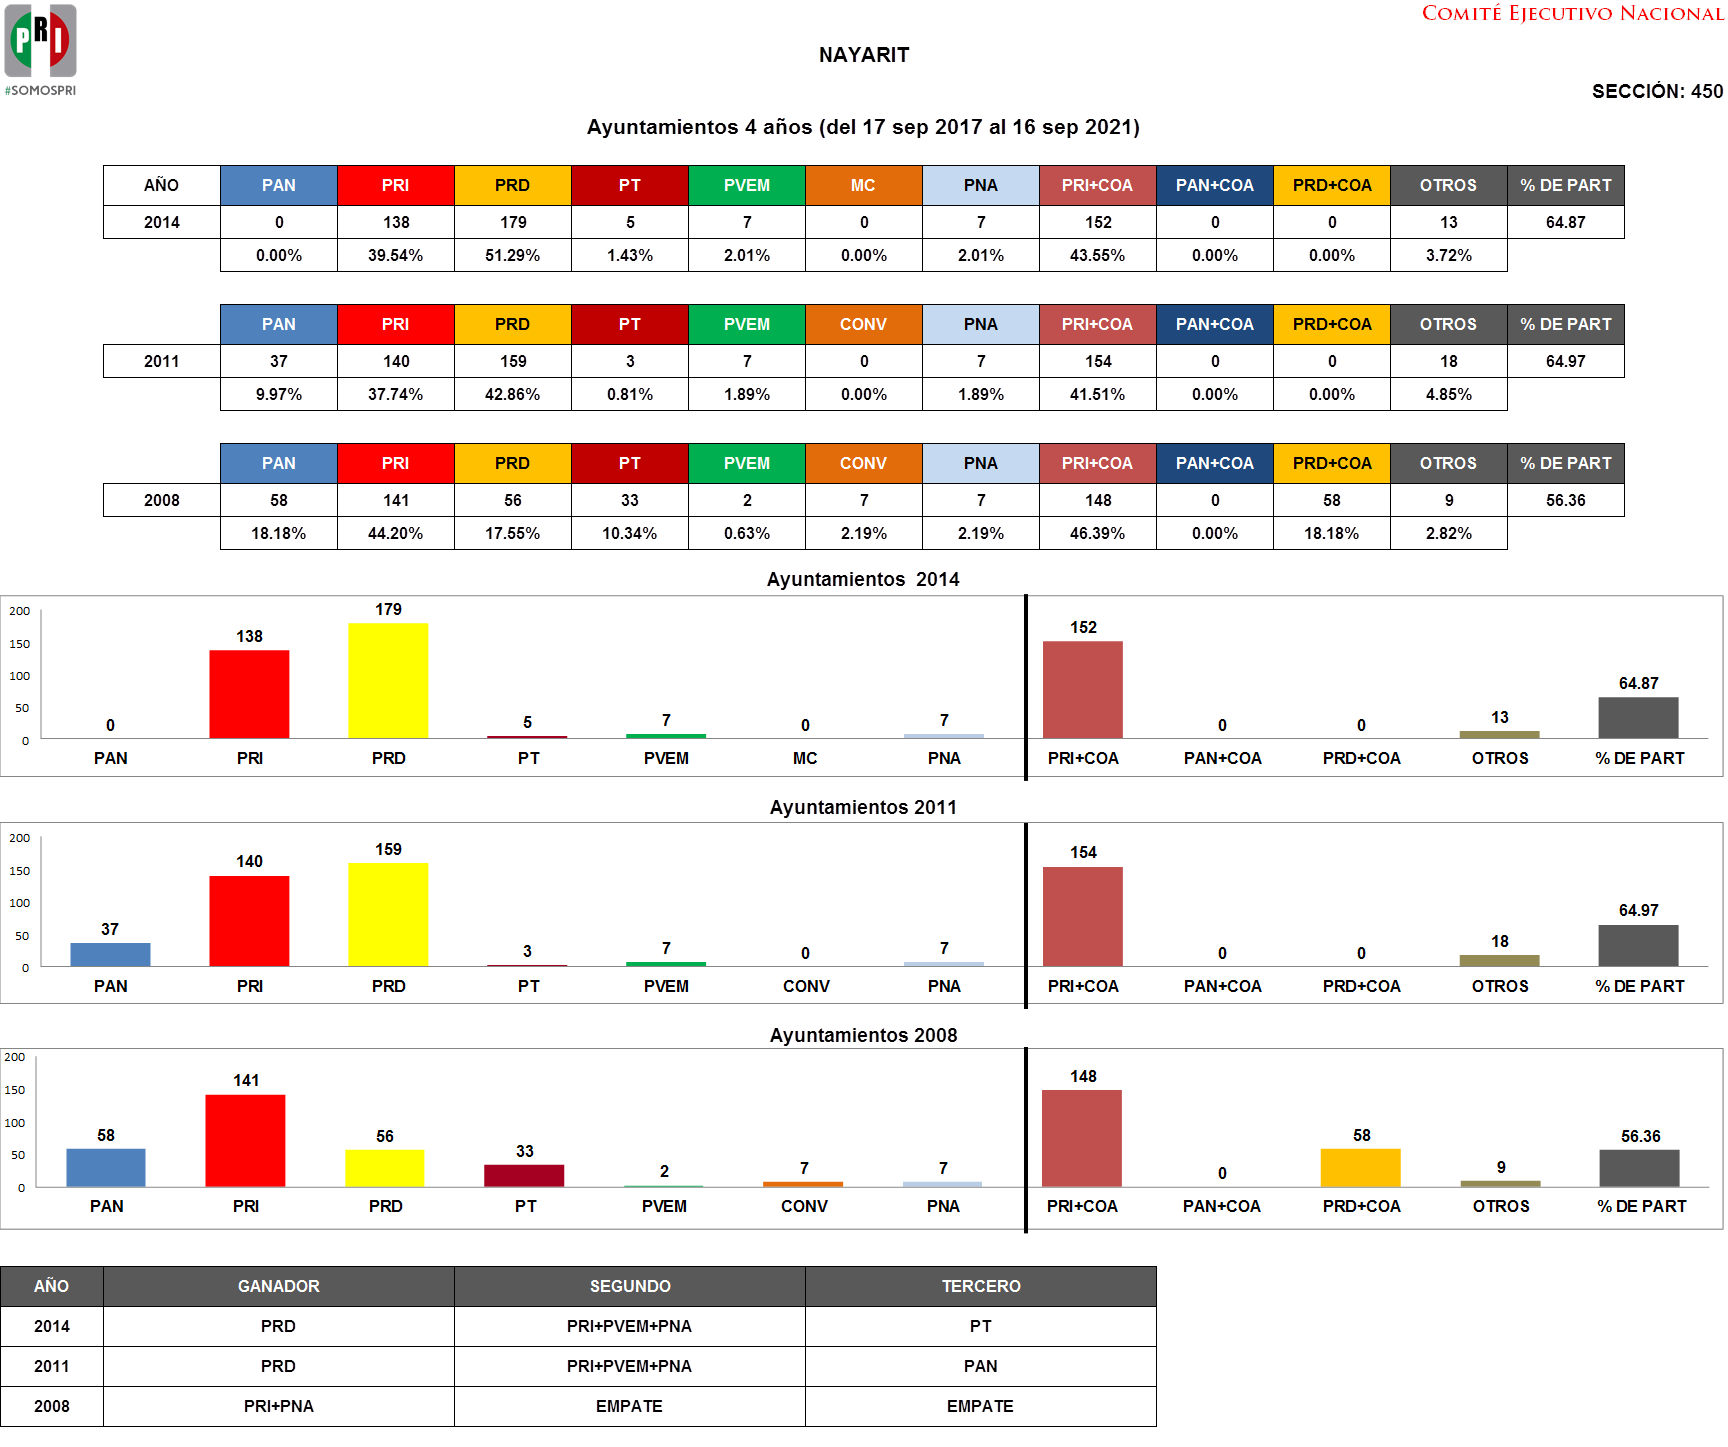 PRI
#SOMOSPRI
COMITÉ EJECUTIVO NACIONAL
NAYARIT
SECCIÓN: 450
Ayuntamientos 4 años (del 17 sep 2017 al 16 sep 2021)
AÑO PAN PRI PRD PT PVEM MC PNA PRI+COA PAN+COA PRD+COA OTROS % DE PART
2014 0 138 179 5 7 0 7 152 0 0 13 64.87
0.00% 39.54% 51.29% 1.43% 2.01% 0.00% 2.01% 43.55% 0.00% 0.00% 3.72%
PAN PRI PRD PT PVEM CONV PNA PRI+COA PAN+COA PRD+COA OTROS % DE PART
2011 37 140 159 3 7 0 7 154 0 0 18 64.97
9.97% 37.74% 42.86% 0.81% 1.89% 0.00% 1.89% 41.51% 0.00% 0.00% 4.85%
PAN PRI PRD PT PVEM CONV PNA PRI+COA PAN+COA PRD+COA OTROS % DE PART
2008 58 141 56 33 2 7 7 148 0 58 9 56.36
18.18% 44.20% 17.55% 10.34% 0.63% 2.19% 2.19% 46.39% 0.00% 18.18% 2.82%
Ayuntamientos 2014
200
150
100
50
0
0 138 179 5 7 0 7 152 0 0 13 64.87
PAN PRI PRD PT PVEM MC PNA PRI+COA PAN+COA PRD+COA OTROS % DE PART
Ayuntamientos 2011
200
150
100
50
0
37 140 159 3 7 0 7 154 0 0 18 64.97
PAN PRI PRD PT PVEM CONV PNA PRI+COA PAN+COA PRD+COA OTROS % DE PART
Ayuntamientos 2008
200
150
100
50
0
58 141 56 33 2 7 7 148 0 58 9 56.36
PAN PRI PRD PT PVEM CONV PNA PRI+COA PAN+COA PRD+COA OTROS % DE PART
AÑO GANADOR SEGUNDO TERCERO
2014 PRD PRI+PVEM+PNA PT
2011 PRD PRI+PVEM+PNA PAN
2008 PRI+PNA EMPATE EMPATE